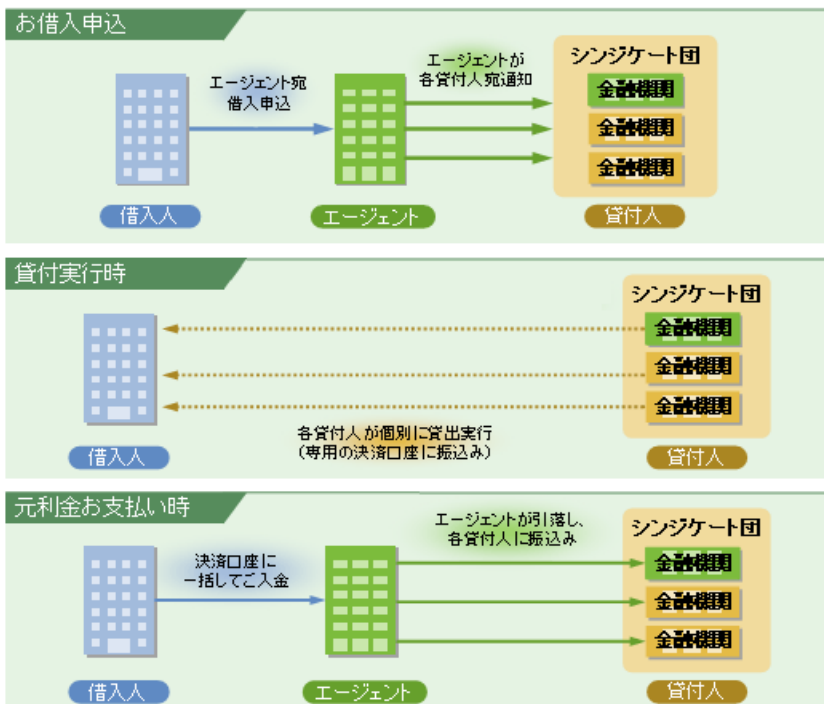 お借入申込
エージェント宛
借入申込
エージェントが
各貸付人宛通知
シンジケート団
金融機関
金融機関
金融機関
借入人
エージェント
貸付人
貸付実行時
シンジケート団
金融機関
金融機関
金融機関
各貸付人が個別に貸出実行
(専用の決済口座に振込み)
借入人
貸付人
元利金お支払い時
決済口座に
一括してご入金
エージェントが引落し、
各貸付人に振込み
シンジケート団
金融機関
金融機関
金融機関
借入人
エージェント
貸付人